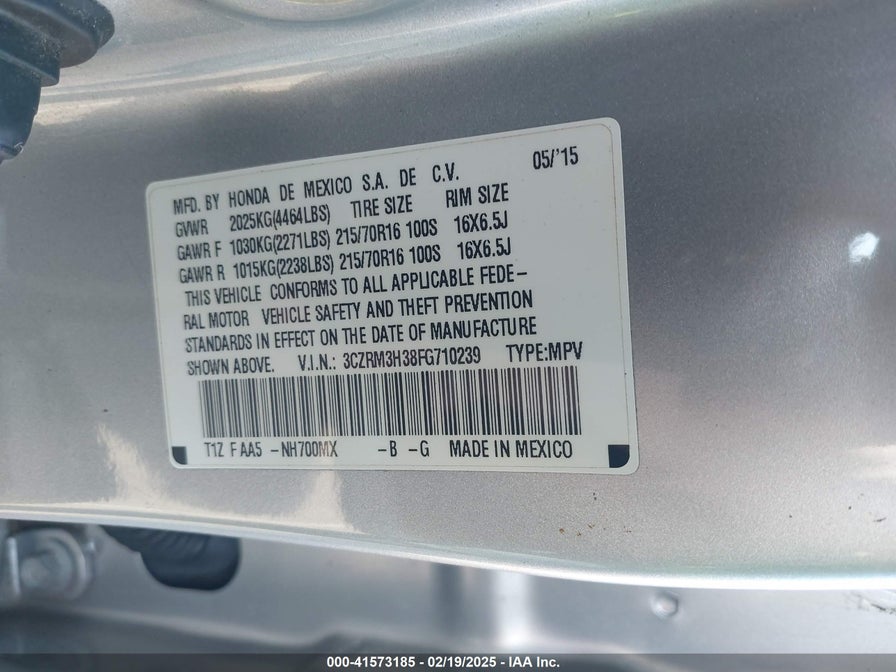 05/'15
MFD. BY HONDA DE MEXICO S.A. DE C.V.
GVWR 2025KG(4464LBS) TIRE SIZE RIM SIZE
GAWR F 1030KG(2271LBS) 215/70R16 100S 16X6.5J
GAWR R 1015KG(2238LBS) 215/70R16 100S 16X6.5J
THIS VEHICLE CONFORMS TO ALL APPLICABLE FEDE-
RAL MOTOR VEHICLE SAFETY AND THEFT PREVENTION
STANDARDS IN EFFECT ON THE DATE OF MANUFACTURE
SHOWN ABOVE. V.I.N.: 3CZRM3H38FG710239 TYPE:MPV
T1Z F AA5 -NH700MX -B -G MADE IN MEXICO
000-41573185 - 02/19/2025 - IAA Inc.